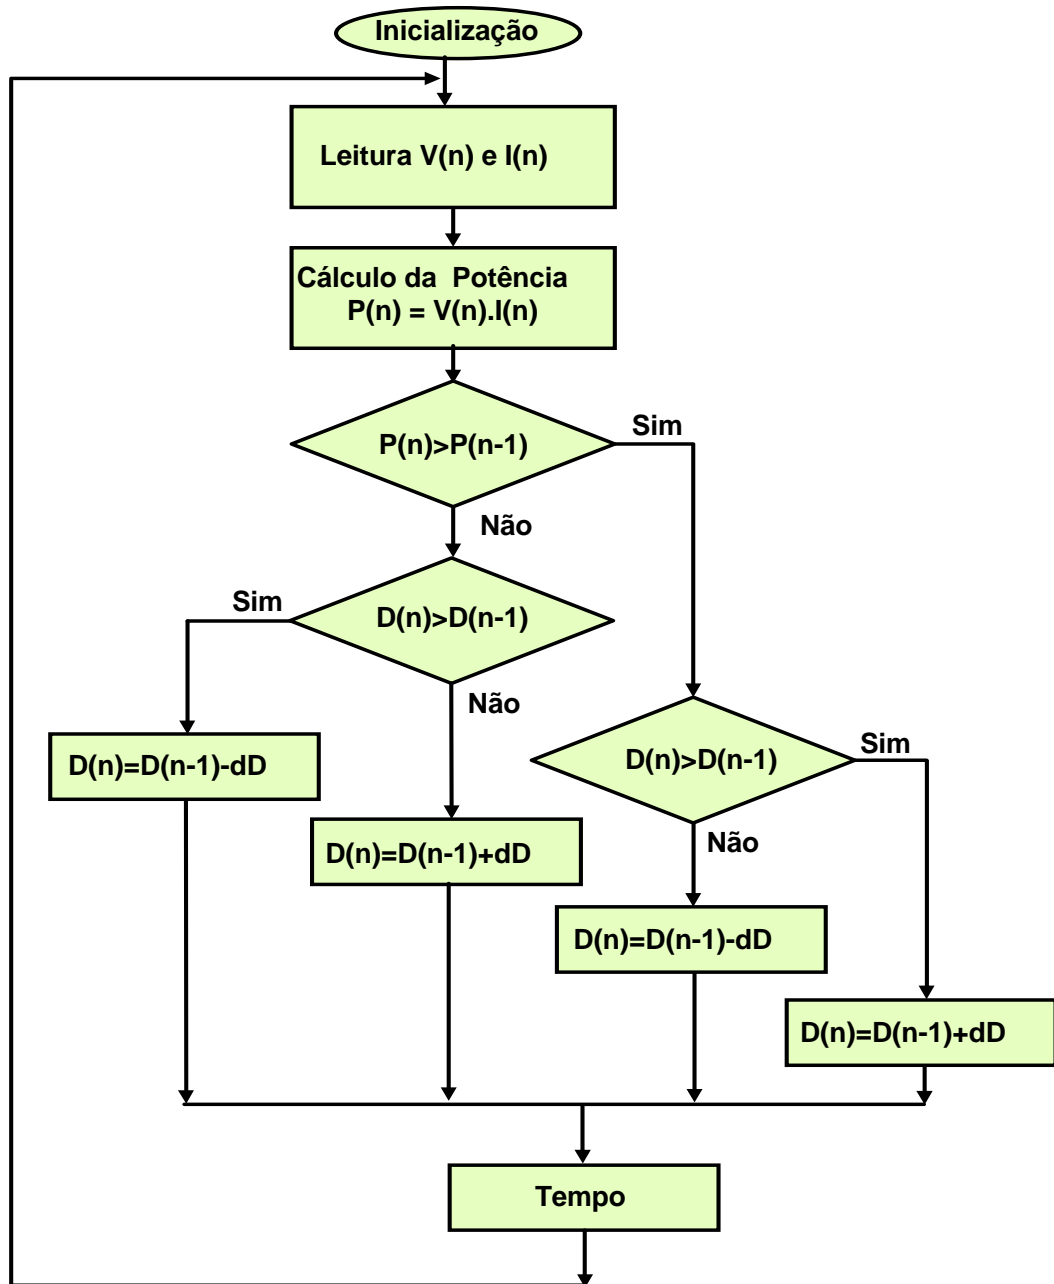 Inicialização
Leitura V(n) e I(n)
Cálculo da Potência
P(n) = V(n).I(n)
P(n)>P(n-1)
Sim
Não
D(n)>D(n-1)
Sim
Não
D(n)>D(n-1)
Sim
Não
D(n)=D(n-1)-dD
D(n)=D(n-1)+dD
D(n)=D(n-1)-dD
D(n)=D(n-1)+dD
Tempo